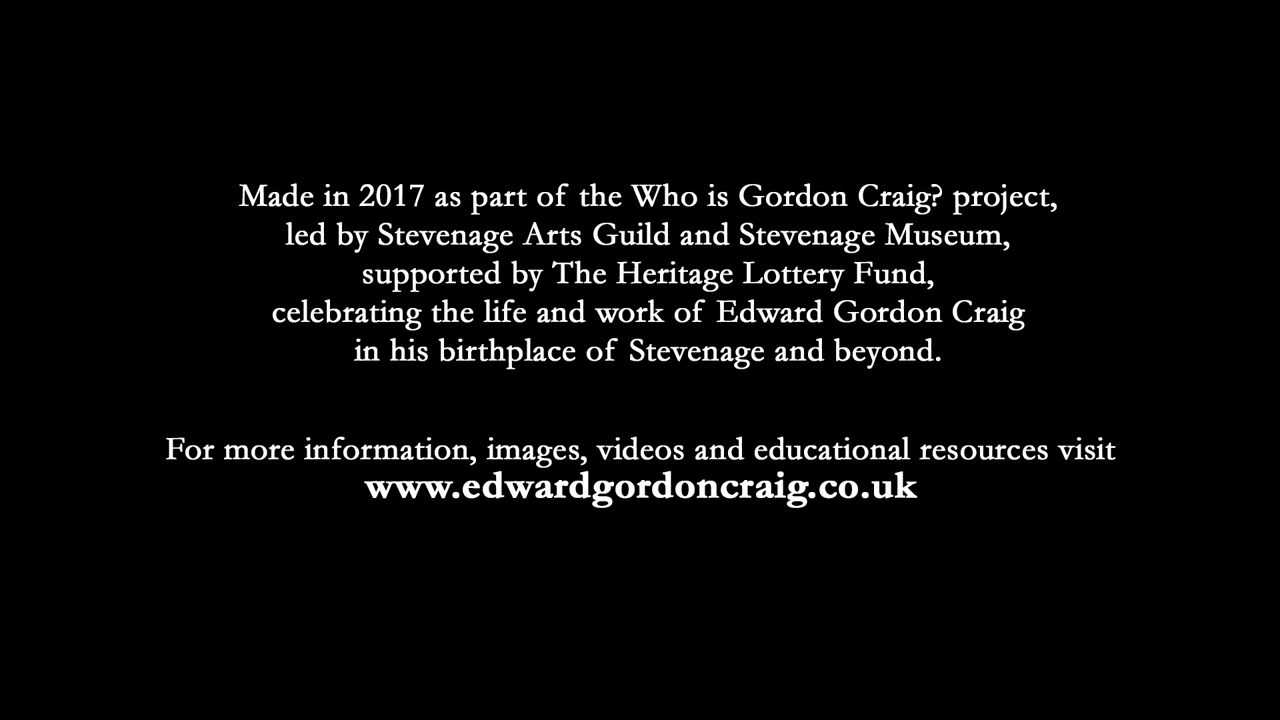 Made in 2017 as part of the Who is Gordon Craig? project,
led by Stevenage Arts Guild and Stevenage Museum,
supported by The Heritage Lottery Fund,
celebrating the life and work of Edward Gordon Craig
in his birthplace of Stevenage and beyond.
For more information, images, videos and educational resources visit
www.edwardgordoncraig.co.uk